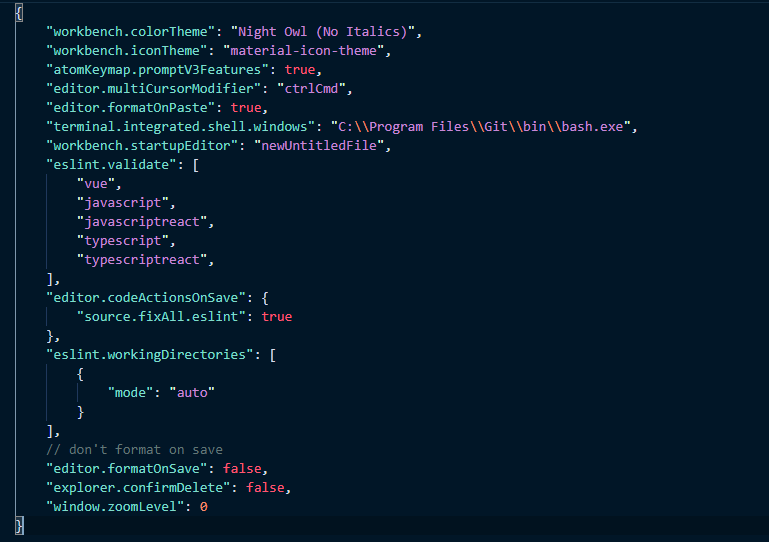 {
    "workbench.colorTheme": "Night Owl (No Italics)",
    "workbench.iconTheme": "material-icon-theme",
    "atomKeymap.promptV3Features": true,
    "editor.multiCursorModifier": "ctrlCmd",
    "editor.formatOnPaste": true,
    "terminal.integrated.shell.windows": "C:\\Program Files\\Git\\bin\\bash.exe",
    "workbench.startupEditor": "newUntitledFile",
    "eslint.validate": [
        "vue",
        "javascript",
        "javascriptreact",
        "typescript",
        "typescriptreact",
    ],
    "editor.codeActionsOnSave": {
        "source.fixAll.eslint": true
    },
    "eslint.workingDirectories": [
        {
            "mode": "auto"
        }
    ],
    // don't format on save
    "editor.formatOnSave": false,
    "explorer.confirmDelete": false,
    "window.zoomLevel": 0
}